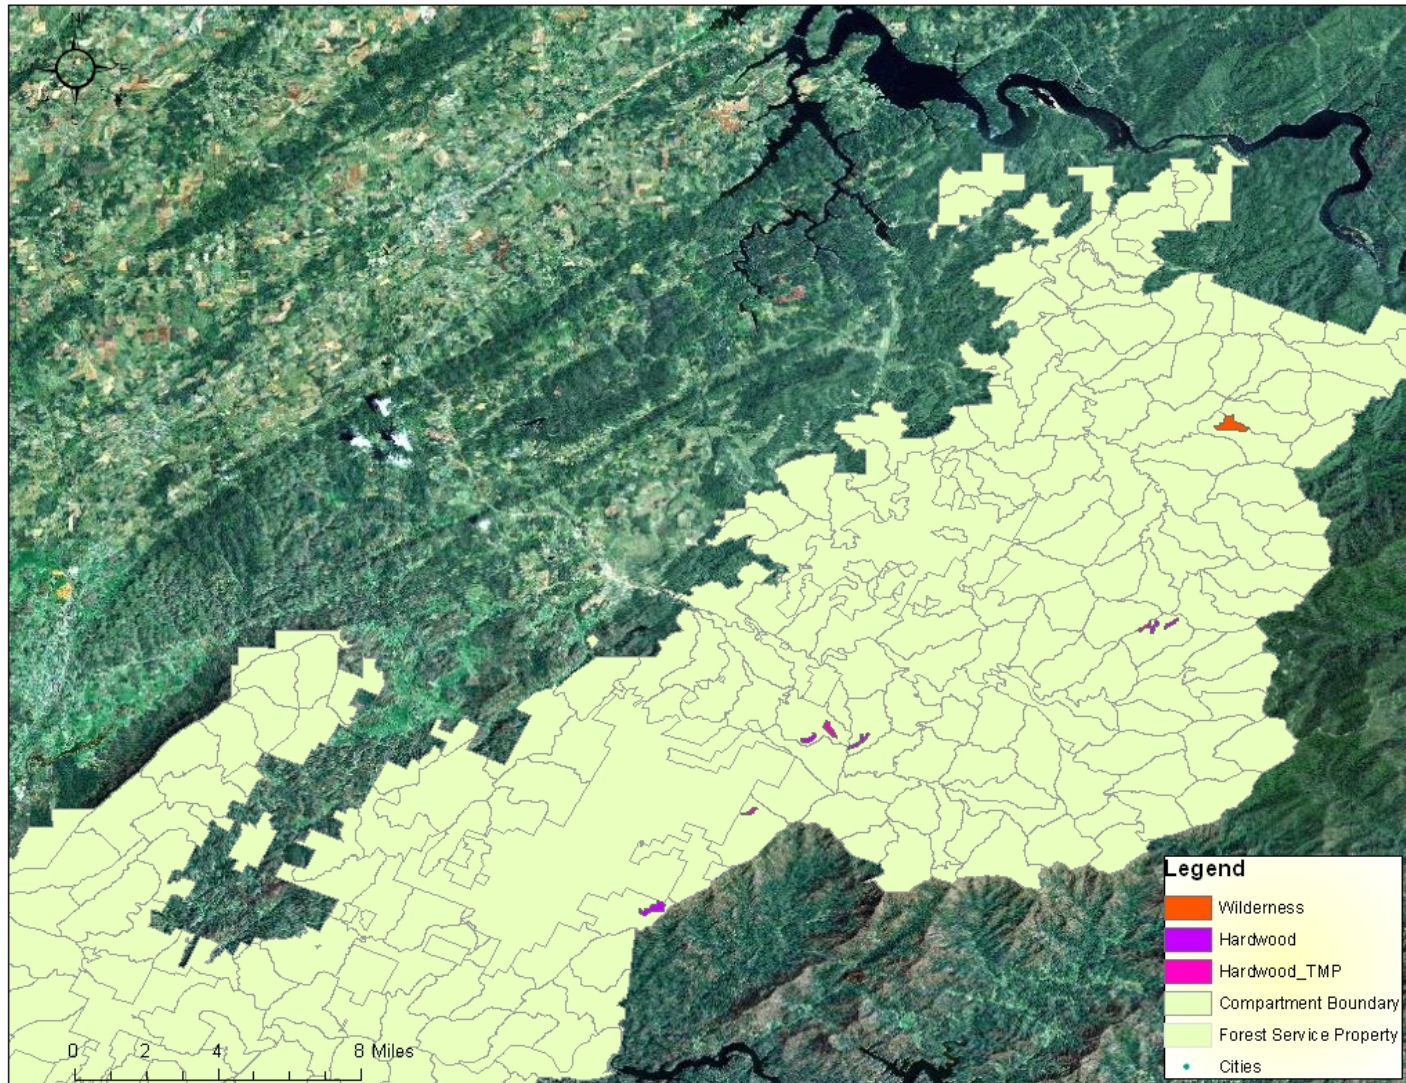 N
Legend
Wilderness
Hardwood
Hardwood_TMP
Compartment Boundary
Forest Service Property
Cities
0 2 4 8 Miles